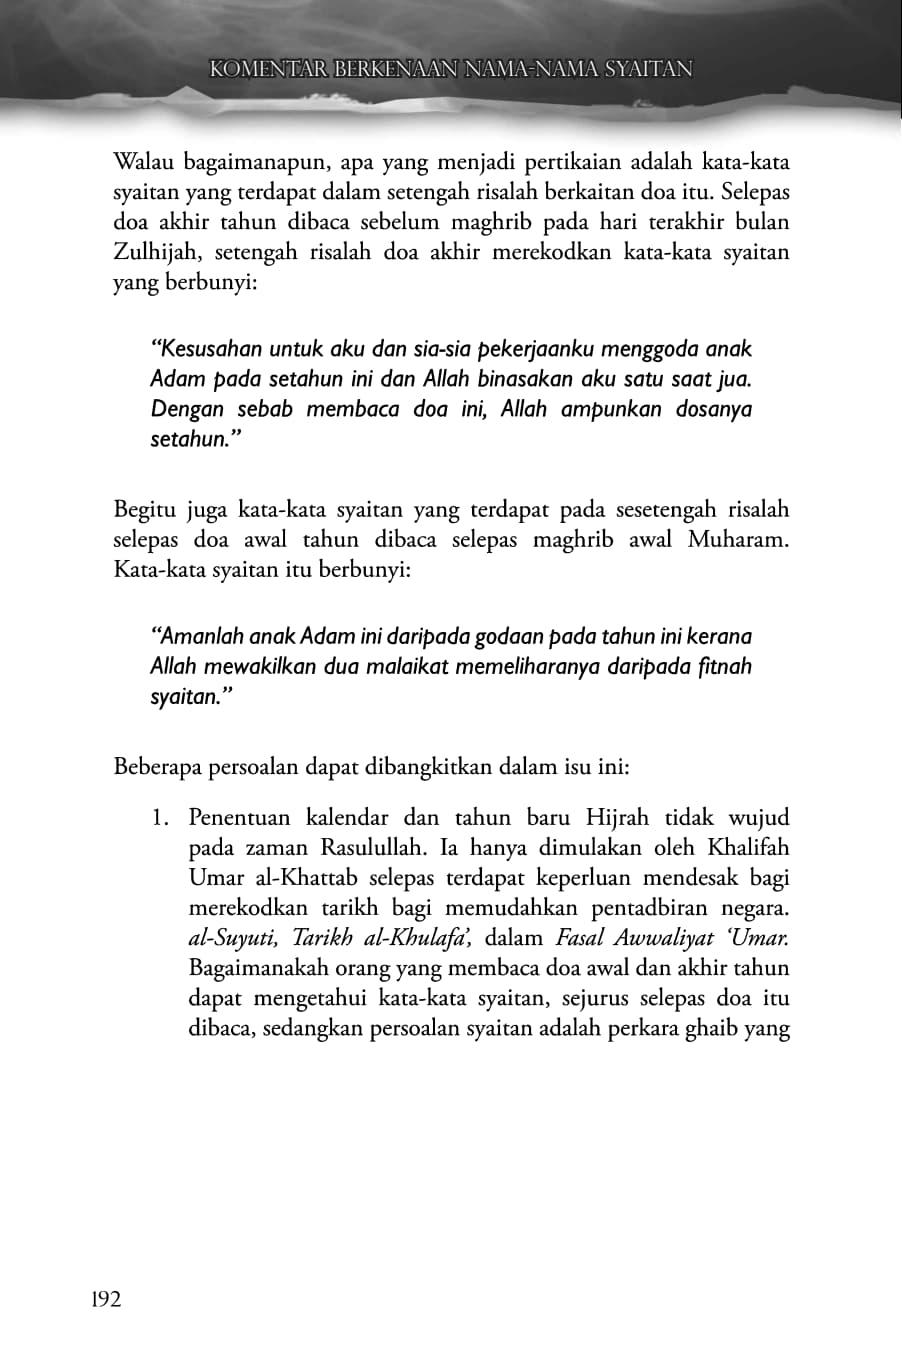 KOMENTAR BERKENAAN NAMA-NAMA SYAITAN
Walau bagaimanapun, apa yang menjadi pertikaian adalah kata-kata
syaitan yang terdapat dalam setengah risalah berkaitan doa itu. Selepas
doa akhir tahun dibaca sebelum maghrib pada hari terakhir bulan
Zulhijah, setengah risalah doa akhir merekodkan kata-kata syaitan
yang berbunyi:
“Kesusahan untuk aku dan sia-sia pekerjaanku menggoda anak
Adam pada setahun ini dan Allah binasakan aku satu saat jua.
Dengan sebab membaca doa ini, Allah ampunkan dosanya
setahun.”
Begitu juga kata-kata syaitan yang terdapat pada sesetengah risalah
selepas doa awal tahun dibaca selepas maghrib awal Muharam.
Kata-kata syaitan itu berbunyi:
“Amanlah anak Adam ini daripada godaan pada tahun ini kerana
Allah mewakilkan dua malaikat memeliharanya daripada fitnah
syaitan.”
Beberapa persoalan dapat dibangkitkan dalam isu ini:
1. Penentuan kalendar dan tahun baru Hijrah tidak wujud
pada zaman Rasulullah. Ia hanya dimulakan oleh Khalifah
Umar al-Khattab selepas terdapat keperluan mendesak bagi
merekodkan tarikh bagi memudahkan pentadbiran negara.
al-Suyuti, Tarikh al-Khulafa’, dalam Fasal Awwaliyat ‘Umar.
Bagaimanakah orang yang membaca doa awal dan akhir tahun
dapat mengetahui kata-kata syaitan, sejurus selepas doa itu
dibaca, sedangkan persoalan syaitan adalah perkara ghaib yang
192